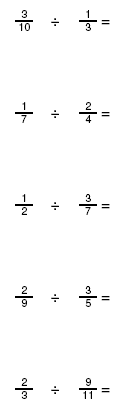 3/10 ÷ 1/3 =
1/7 ÷ 2/4 =
1/2 ÷ 3/7 =
2/9 ÷ 3/5 =
2/3 ÷ 9/11 =